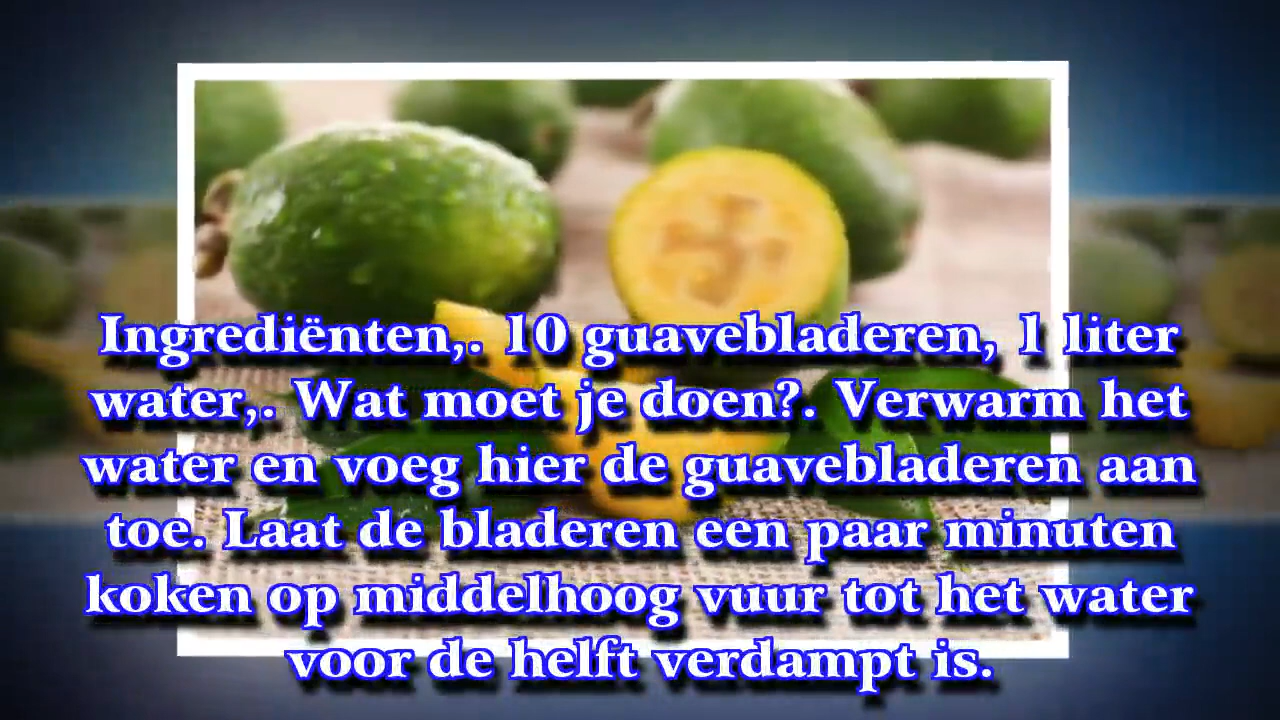 Ingrediënten,. 10 guavebladeren, 1 liter
water,. Wat moet je doen?. Verwarm het
water en voeg hier de guavebladeren aan
toe. Laat de bladeren een paar minuten
koken op middelhoog vuur tot het water
voor de helft verdampt is.